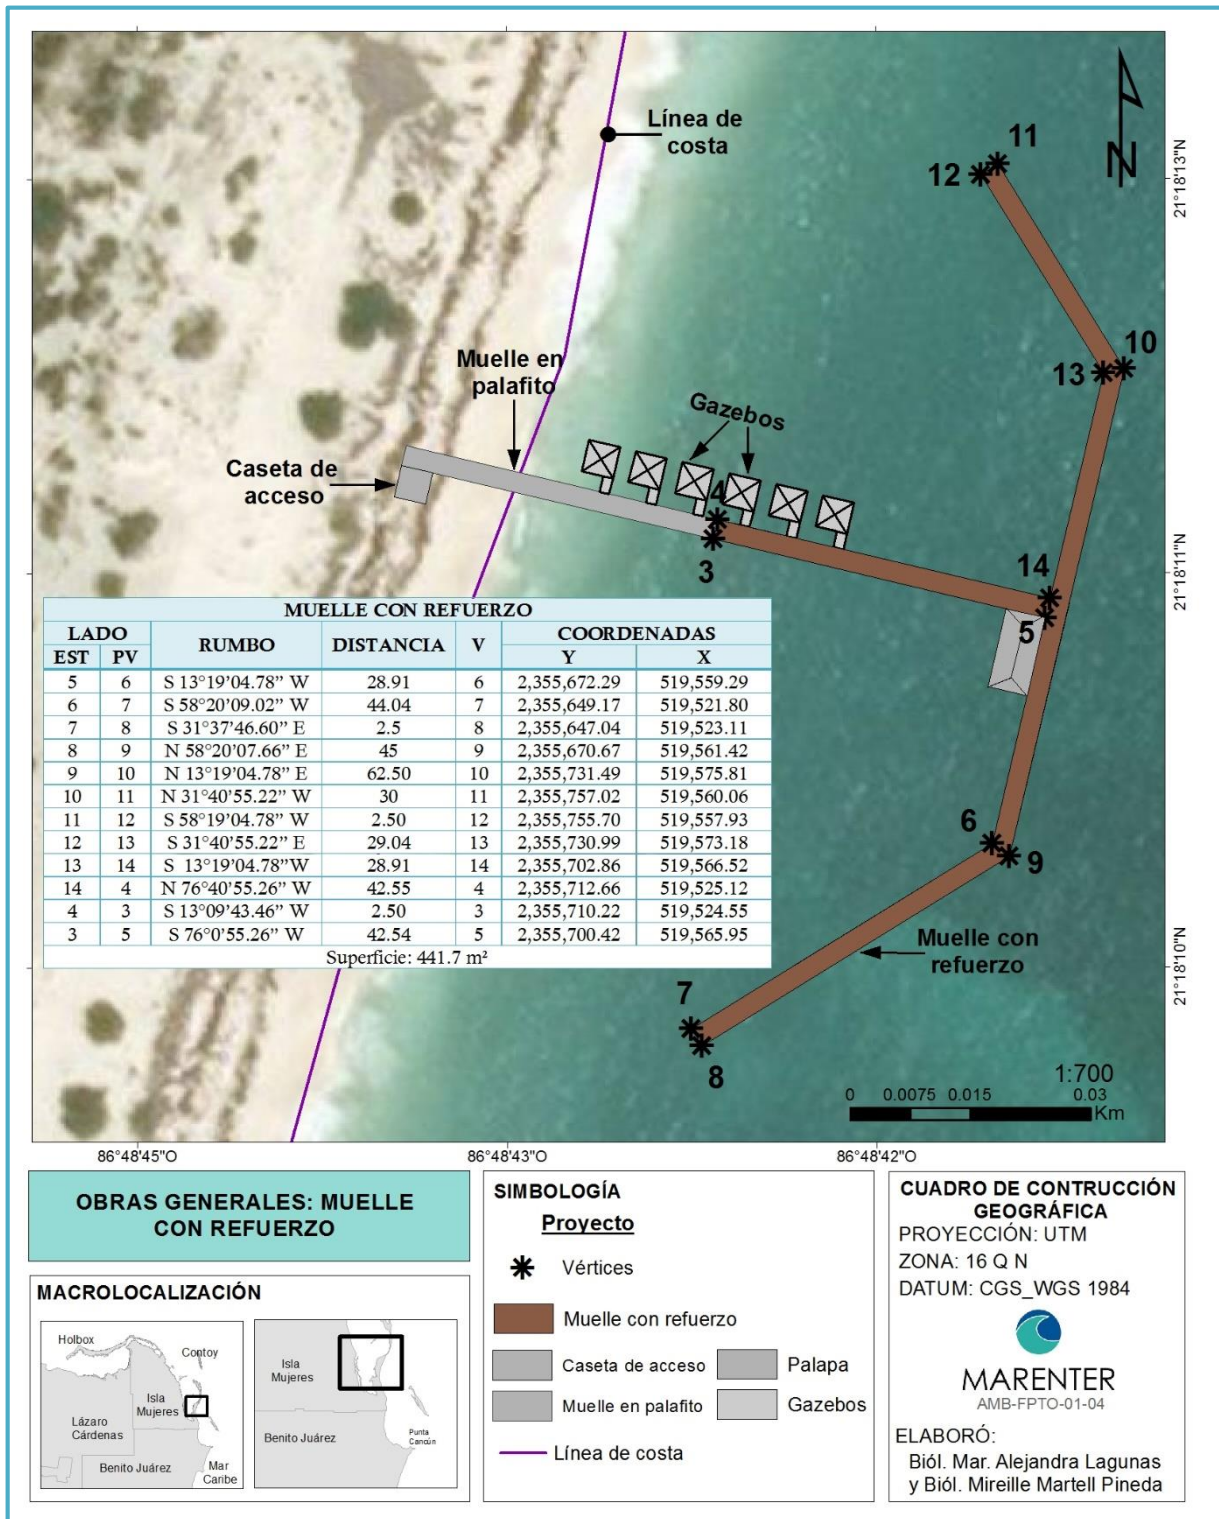 Línea de
costa
11
12
N
21°18'13"N
10
13
Muelle en
palafito
Gazebos
Caseta de
acceso
4
3
21°18'11"N
14
5
MUELLE CON REFUERZO
LADO RUMBO DISTANCIA V COORDENADAS
EST PV Y X
5 6 S 13°19'04.78” W 28.91 6 2,355,672.29 519,559.29
6 7 S 58°20'09.02” W 44.04 7 2,355,649.17 519,521.80
7 8 S 31°37'46.60” E 2.5 8 2,355,647.04 519,523.11
8 9 N 58°20'07.66” E 45 9 2,355,670.67 519,561.42
9 10 N 13°19'04.78” E 62.50 10 2,355,731.49 519,575.81
10 11 N 31°40'55.22” W 30 11 2,355,757.02 519,560.06
11 12 S 58°19'04.78” W 2.50 12 2,355,755.70 519,557.93
12 13 S 31°40'55.22” E 29.04 13 2,355,730.99 519,573.18
13 14 S 13°19'04.78”W 28.91 14 2,355,702.86 519,566.52
14 4 N 76°40'55.26” W 42.55 4 2,355,712.66 519,525.12
4 3 S 13°09'43.46” W 2.50 3 2,355,710.22 519,524.55
3 5 S 76°0'55.26” W 42.54 5 2,355,700.42 519,565.95
Superficie: 441.7 m²
6
9
Muelle con
refuerzo
21°18'10"N
7
8
1:700
0 0.0075 0.015 0.03
Km
86°48'45"O 86°48'43"O 86°48'42"O
OBRAS GENERALES: MUELLE
CON REFUERZO
MACROLOCALIZACIÓN
Holbox
Contoy
Isla
Mujeres
Lázaro
Cárdenas
Benito Juárez
Mar
Caribe
Isla
Mujeres
Benito Juárez
Punta
Cancún
SIMBOLOGÍA
Proyecto
Vértices
Muelle con refuerzo
Caseta de acceso Palapa
Muelle en palafito Gazebos
Línea de costa
CUADRO DE CONTRUCCIÓN
GEOGRÁFICA
PROYECCIÓN: UTM
ZONA: 16 Q N
DATUM: CGS_WGS 1984
MARENTER
AMB-FPTO-01-04
ELABORÓ:
Biól. Mar. Alejandra Lagunas
y Biól. Mireille Martell Pineda